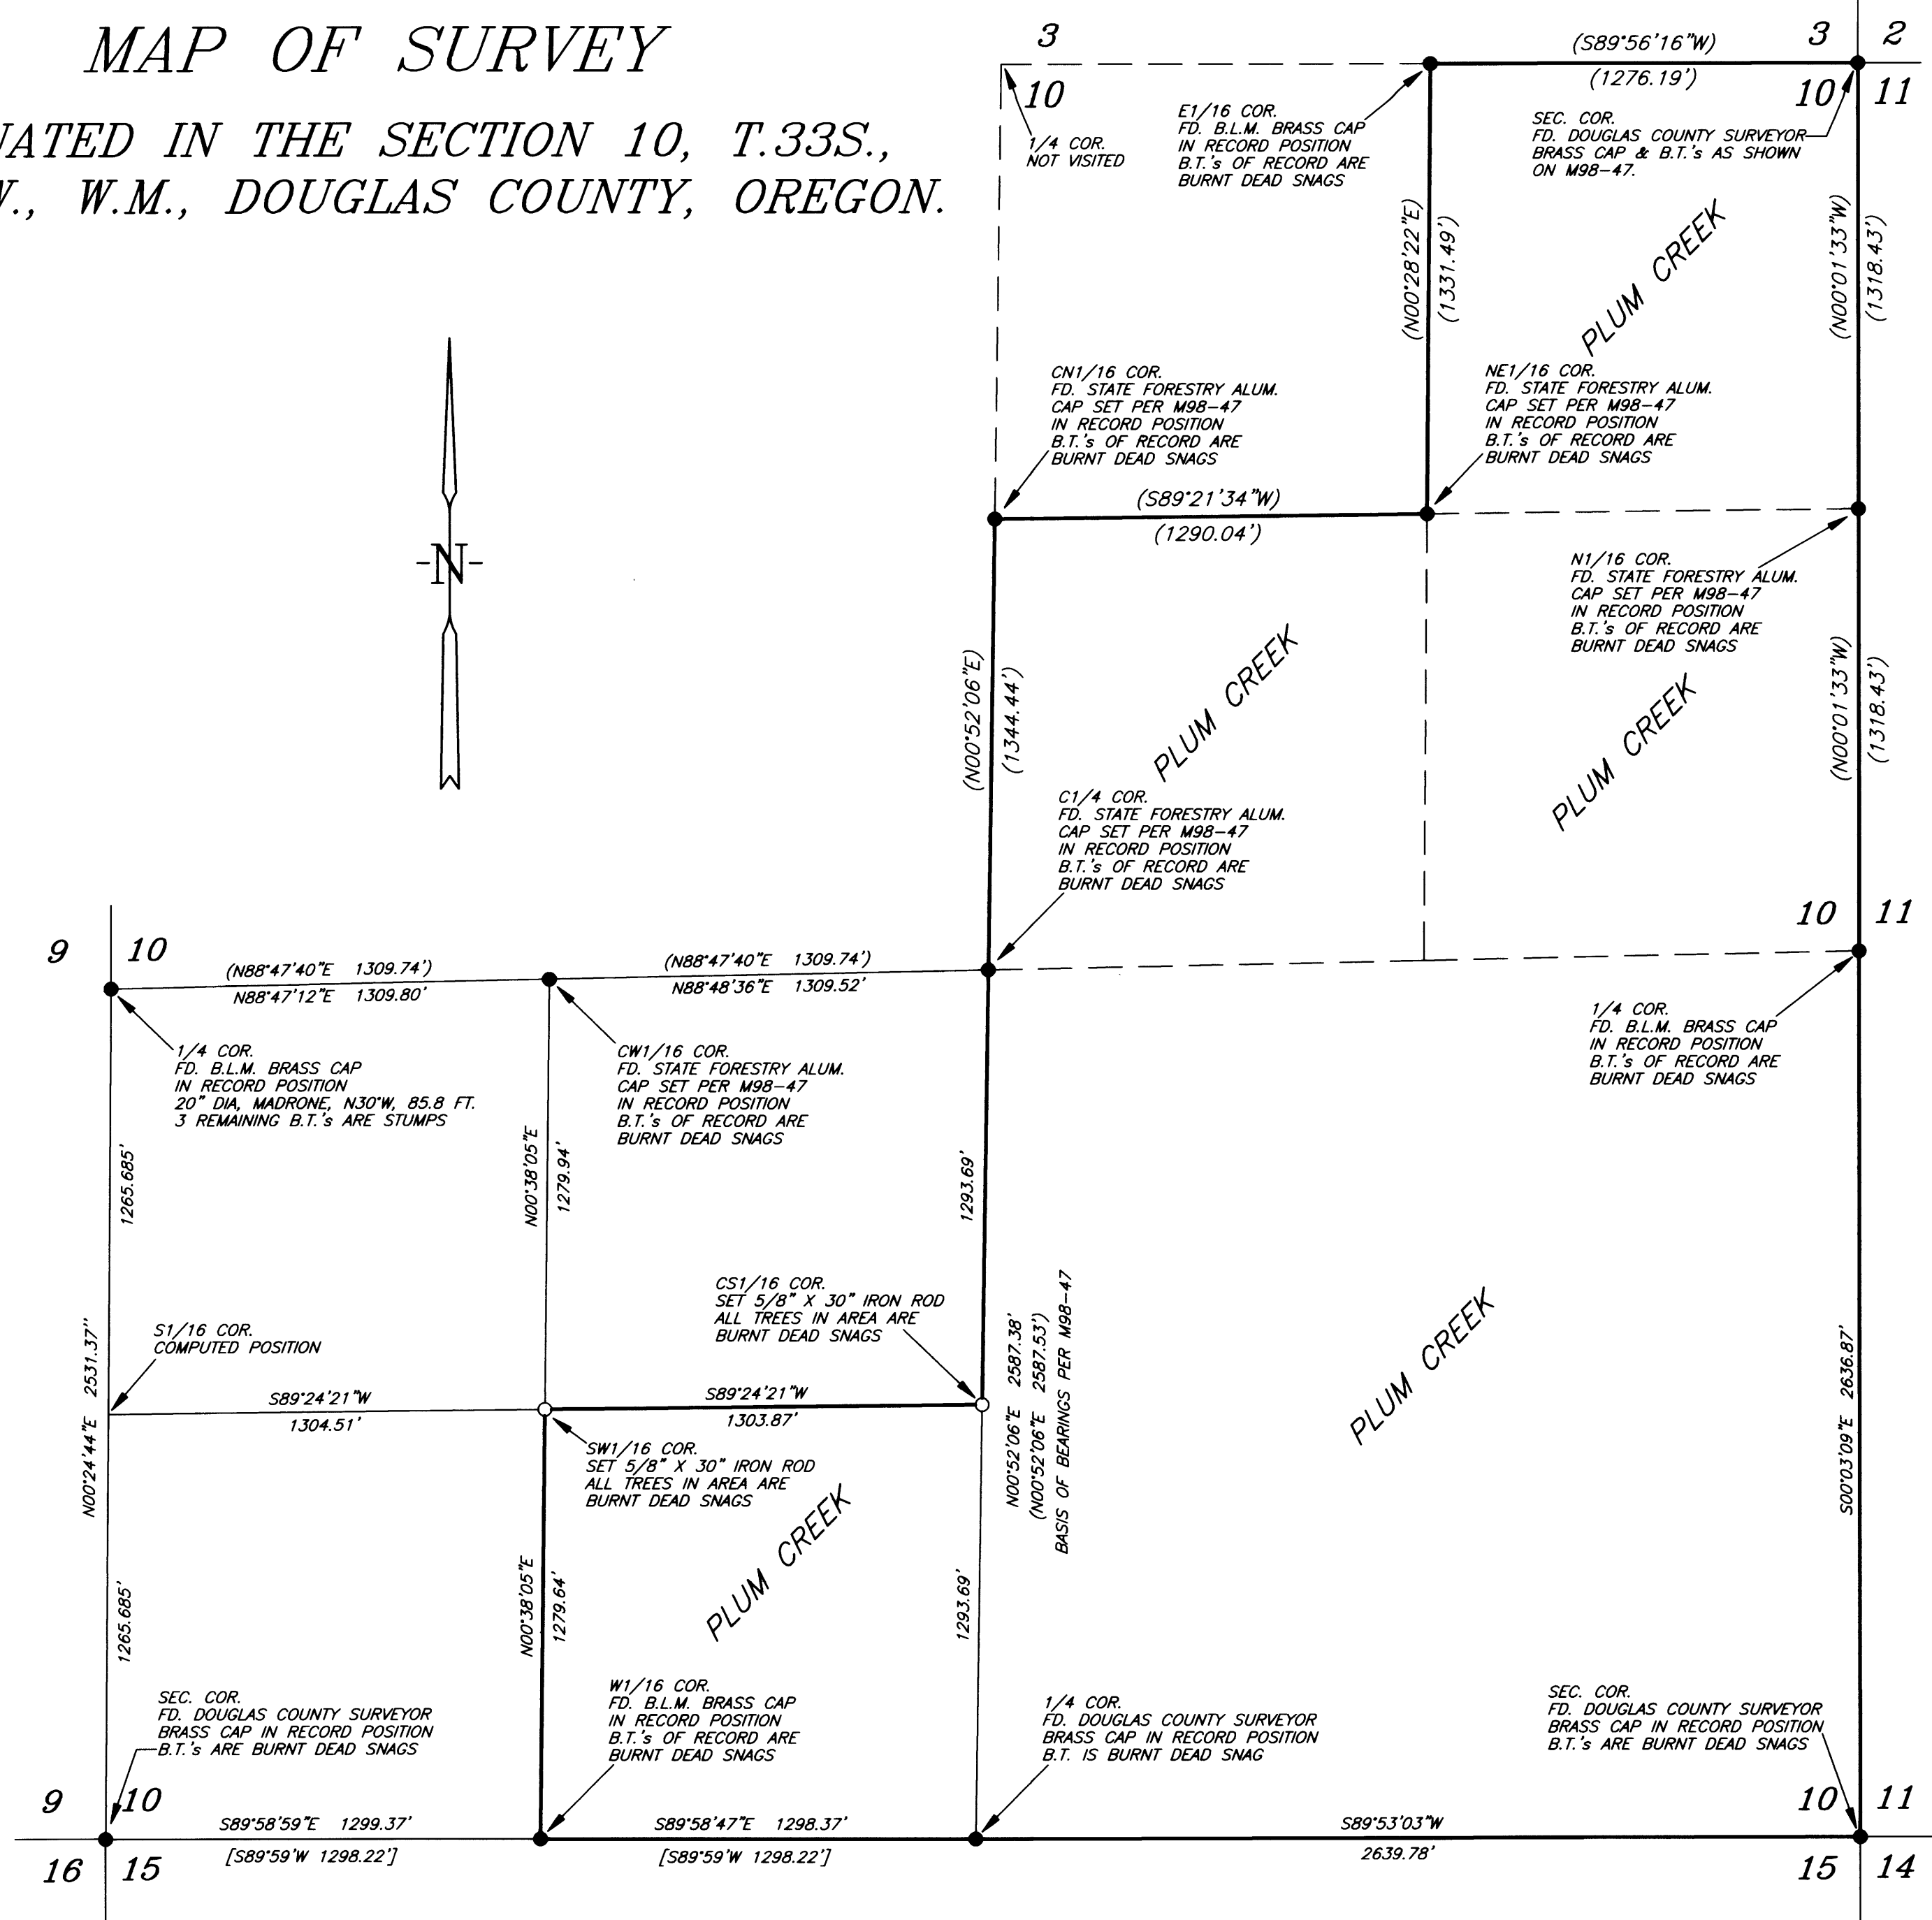 MAP OF SURVEY
SECTION 10, T.33S.,
IN THE
W.M., DOUGLAS COUNTY, OREGON.
3
10
1/4 COR.
NOT VISITED
E1/16 COR.
FD. B.L.M. BRASS CAP
IN RECORD POSITION
B.T.'s OF RECORD ARE
BURNT DEAD SNAGS
(S89°56'16"W)
(1276.19')
3 2
10 11
SEC. COR.
FD. DOUGLAS COUNTY SURVEYOR
BRASS CAP & B.T.'s AS SHOWN
ON M98-47.
(N00°28'22"E)
(1331.49')
PLUM CREEK
(N00°01'33"W)
(1318.43')
CN1/16 COR.
FD. STATE FORESTRY ALUM.
CAP SET PER M98-47
IN RECORD POSITION
B.T.'s OF RECORD ARE
BURNT DEAD SNAGS
NE1/16 COR.
FD. STATE FORESTRY ALUM.
CAP SET PER M98-47
IN RECORD POSITION
B.T.'s OF RECORD ARE
BURNT DEAD SNAGS
-N-
(S89°21'34"W)
(1290.04')
N1/16 COR.
FD. STATE FORESTRY ALUM.
CAP SET PER M98-47
IN RECORD POSITION
B.T.'s OF RECORD ARE
BURNT DEAD SNAGS
(N00°52'06"E)
(1344.44')
PLUM CREEK
PLUM CREEK
(N00°01'33"W)
(1318.43')
C1/4 COR.
FD. STATE FORESTRY ALUM.
CAP SET PER M98-47
IN RECORD POSITION
B.T.'s OF RECORD ARE
BURNT DEAD SNAGS
10 11
9 10
(N88°47'40"E 1309.74')
N88°47'12"E 1309.80'
(N88°47'40"E 1309.74')
N88°48'36"E 1309.52'
1/4 COR.
FD. B.L.M. BRASS CAP
IN RECORD POSITION
B.T.'s OF RECORD ARE
BURNT DEAD SNAGS
1/4 COR.
FD. B.L.M. BRASS CAP
IN RECORD POSITION
20" DIA, MADRONE, N30°W, 85.8 FT.
3 REMAINING B.T.'s ARE STUMPS
CW1/16 COR.
FD. STATE FORESTRY ALUM.
CAP SET PER M98-47
IN RECORD POSITION
B.T.'s OF RECORD ARE
BURNT DEAD SNAGS
1265.685'
N00°38'05"E
1279.94'
1293.69'
CS1/16 COR.
SET 5/8" X 30" IRON ROD
ALL TREES IN AREA ARE
BURNT DEAD SNAGS
S1/16 COR.
COMPUTED POSITION
N00°24'44"E 2531.37"
S89°24'21"W
1304.51'
S89°24'21"W
1303.87'
N00°52'06"E 2587.38'
(N00°52'06"E 2587.53')
BASIS OF BEARINGS PER M98-47
PLUM CREEK
S00°03'09"E 2636.87'
SW1/16 COR.
SET 5/8" X 30" IRON ROD
ALL TREES IN AREA ARE
BURNT DEAD SNAGS
PLUM CREEK
1265.685'
N00°38'05"E
1279.64'
1293.69'
SEC. COR.
FD. DOUGLAS COUNTY SURVEYOR
BRASS CAP IN RECORD POSITION
B.T.'s ARE BURNT DEAD SNAGS
W1/16 COR.
FD. B.L.M. BRASS CAP
IN RECORD POSITION
B.T.'s OF RECORD ARE
BURNT DEAD SNAGS
1/4 COR.
FD. DOUGLAS COUNTY SURVEYOR
BRASS CAP IN RECORD POSITION
B.T. IS BURNT DEAD SNAG
SEC. COR.
FD. DOUGLAS COUNTY SURVEYOR
BRASS CAP IN RECORD POSITION
B.T.'s ARE BURNT DEAD SNAGS
9 10
S89°58'59"E 1299.37'
[S89°59'W 1298.22']
S89°58'47"E 1298.37'
[S89°59'W 1298.22']
S89°53'03"W
2639.78'
10 11
16 15
15 14